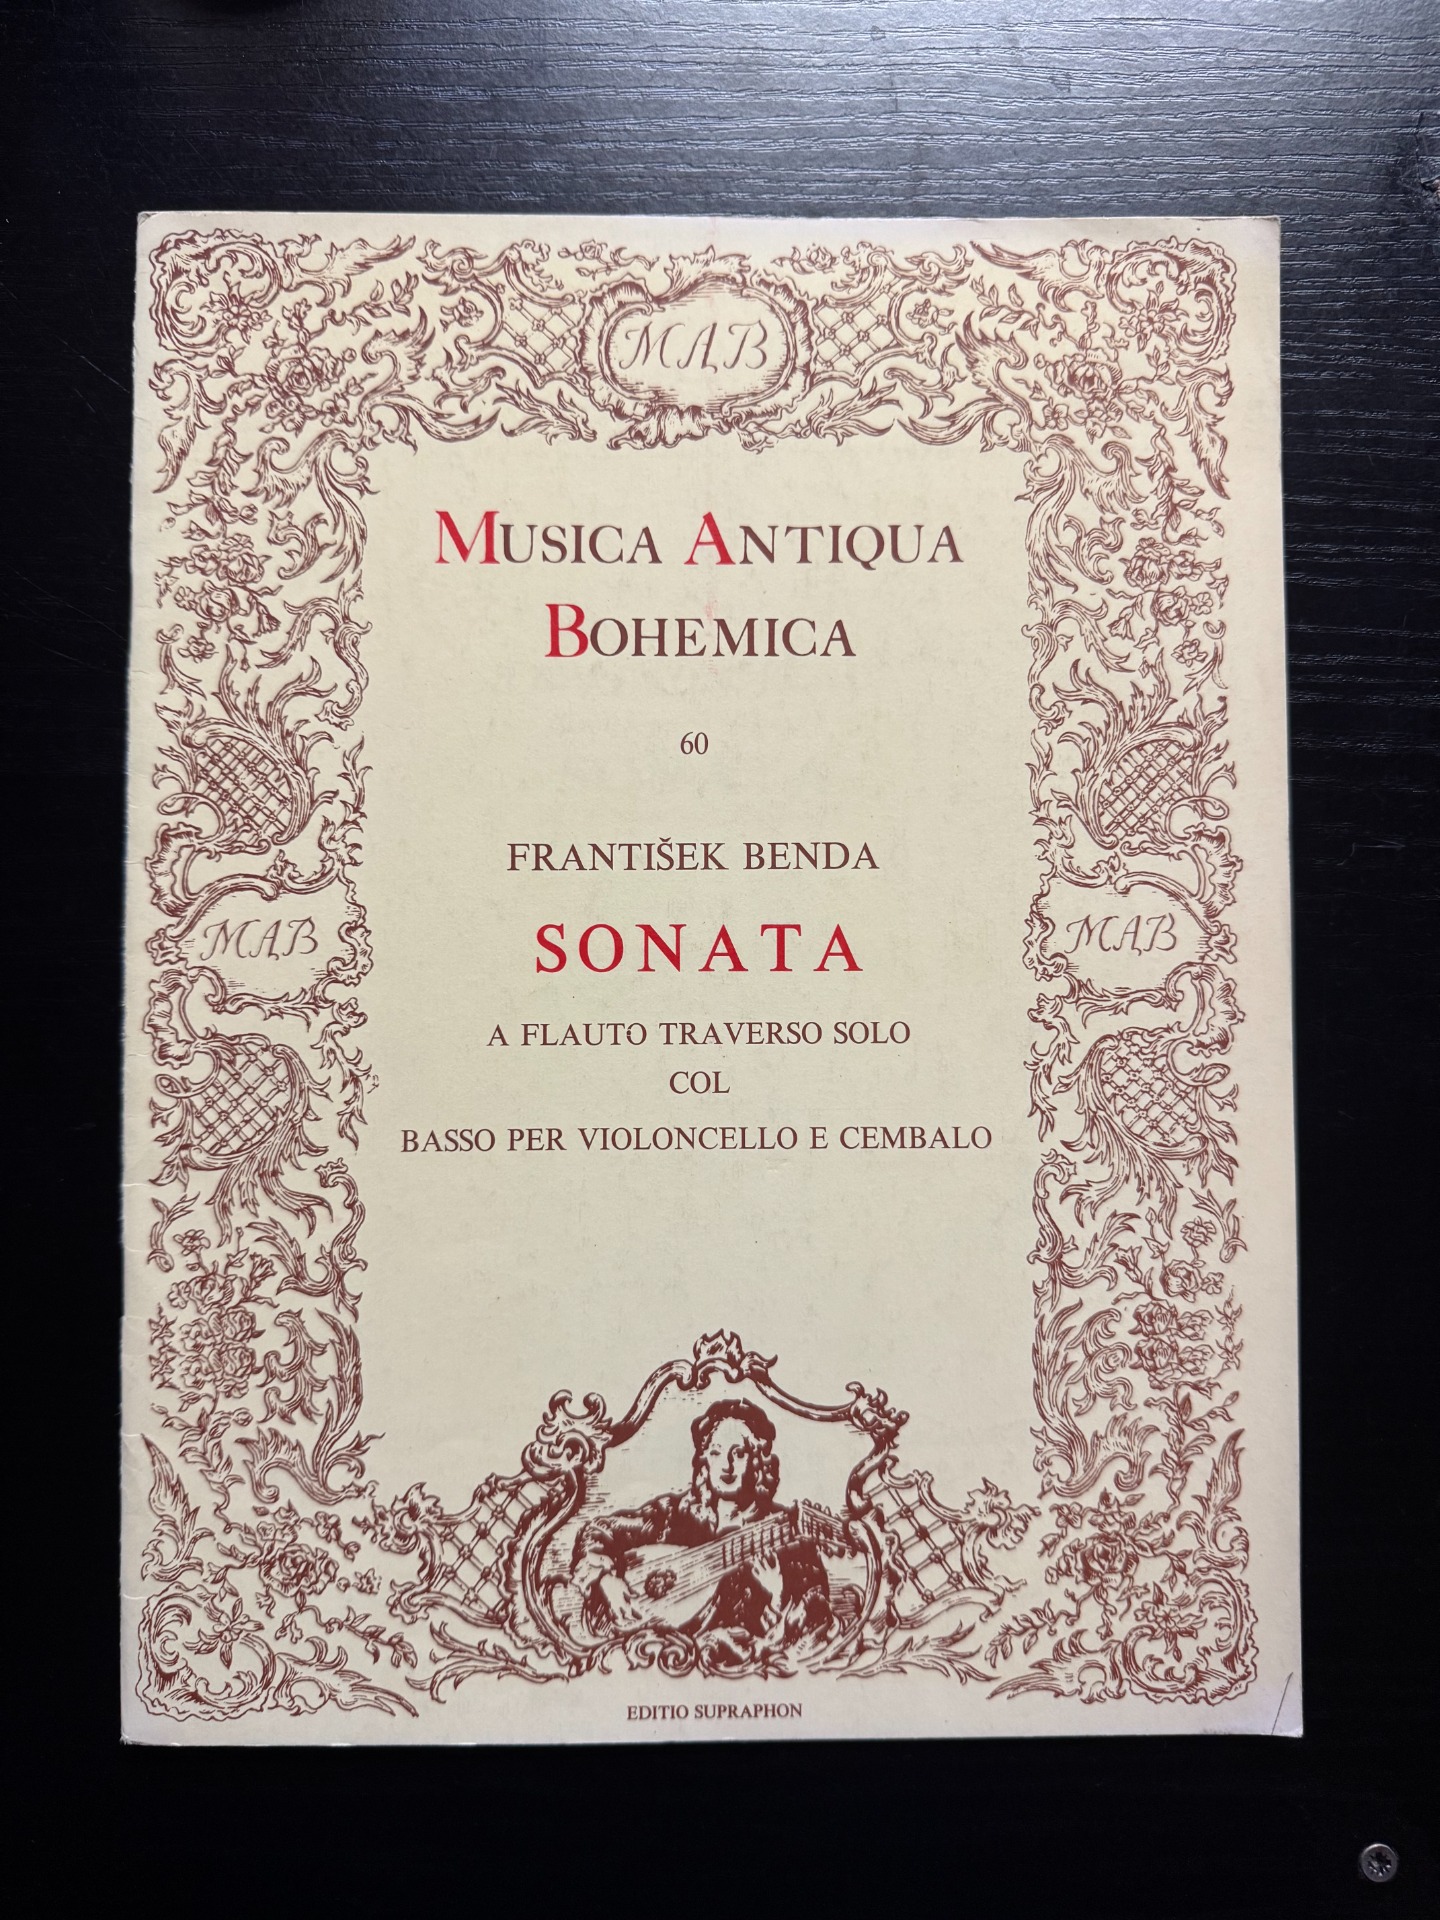 MAB
MUSICA ANTIQUA
BOHEMICA
60
FRANTIŠEK BENDA
MAB
SONATA
MAB
A FLAUTO TRAVERSO SOLO
COL
BASSO PER VIOLONCELLO E CEMBALO
EDITIO SUPRAPHON